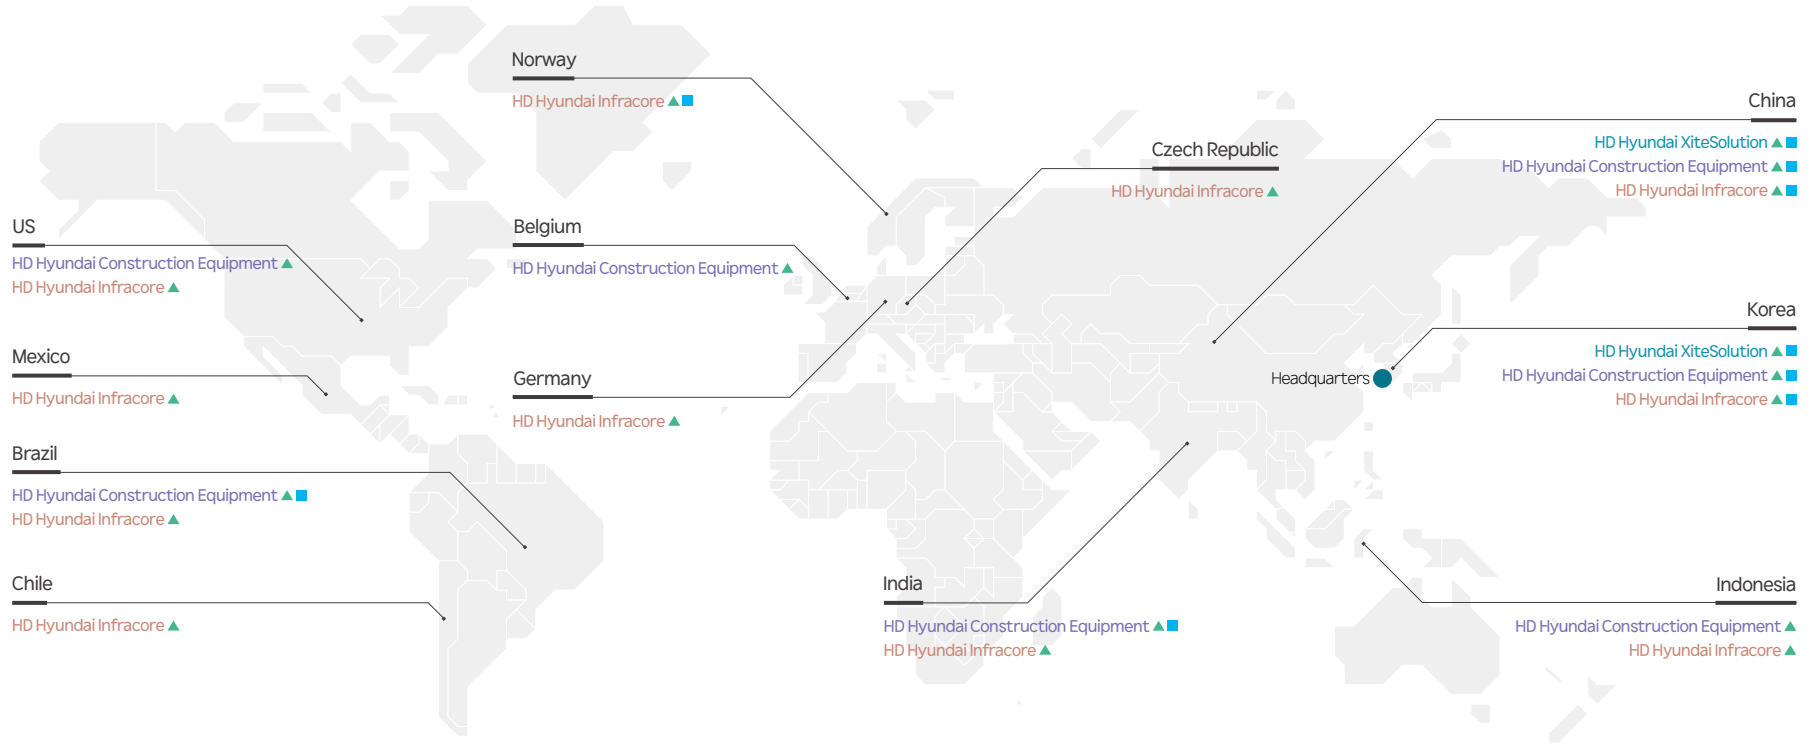 Norway
HD Hyundai Infracore
China
HD Hyundai XiteSolution
HD Hyundai Construction Equipment
HD Hyundai Infracore
Czech Republic
HD Hyundai Infracore
US
HD Hyundai Construction Equipment
HD Hyundai Infracore
Belgium
HD Hyundai Construction Equipment
Korea
HD Hyundai XiteSolution
HD Hyundai Construction Equipment
HD Hyundai Infracore
Headquarters
Mexico
HD Hyundai Infracore
Germany
HD Hyundai Infracore
Brazil
HD Hyundai Construction Equipment
HD Hyundai Infracore
Chile
HD Hyundai Infracore
India
HD Hyundai Construction Equipment
HD Hyundai Infracore
Indonesia
HD Hyundai Construction Equipment
HD Hyundai Infracore